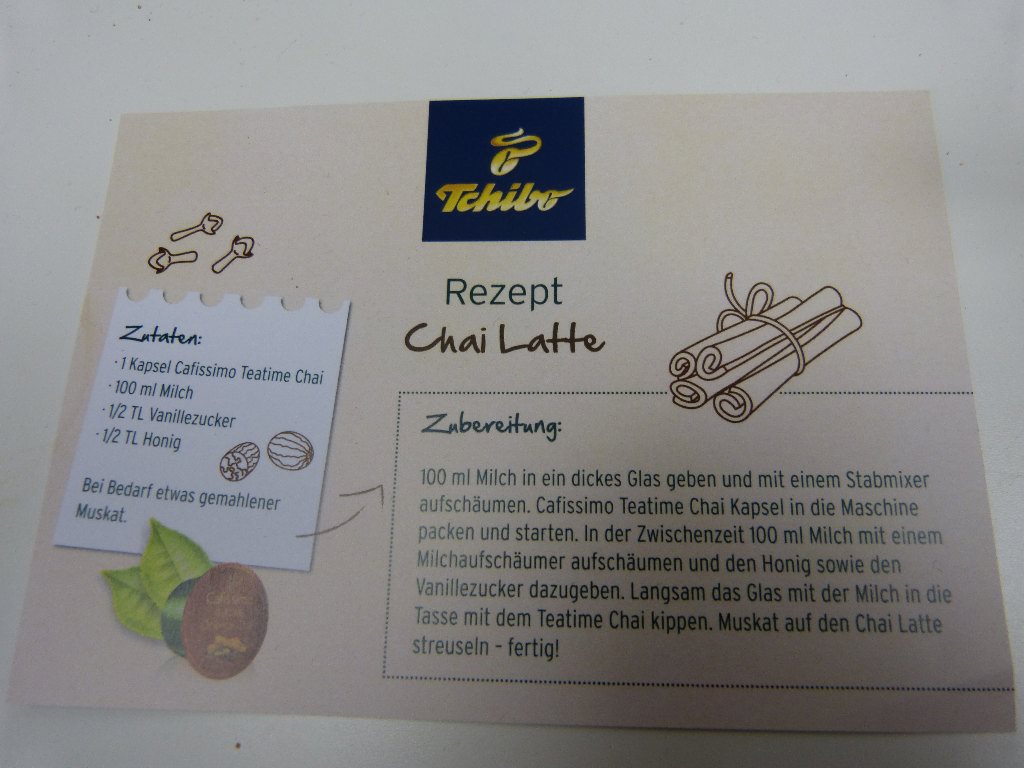 Tchibo
Rezept
Chai Latte
Zutaten:
· 1 Kapsel Cafissimo Teatime Chai
· 100 ml Milch
· 1/2 TL Vanillezucker
· 1/2 TL Honig
Bei Bedarf etwas gemahlener
Muskat.
Zubereitung:
100 ml Milch in ein dickes Glas geben und mit einem Stabmixer
aufschäumen. Cafissimo Teatime Chai Kapsel in die Maschine
packen und starten. In der Zwischenzeit 100 ml Milch mit einem
Milchaufschäumer aufschäumen und den Honig sowie den
Vanillezucker dazugeben. Langsam das Glas mit der Milch in die
Tasse mit dem Teatime Chai kippen. Muskat auf den Chai Latte
streuseln - fertig!